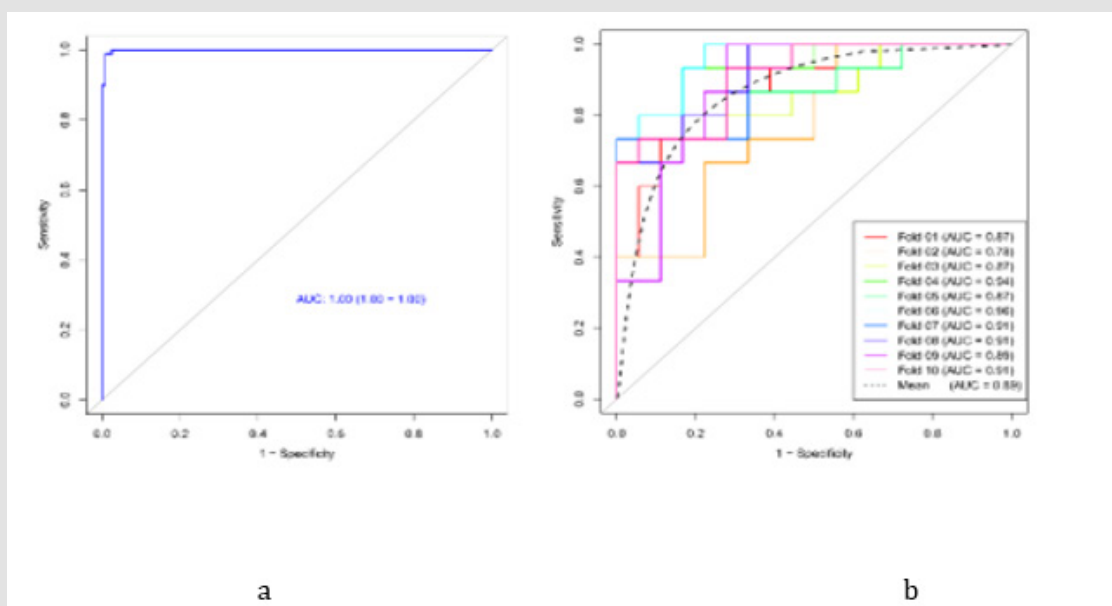 1.0
0.8
0.6
0.4
0.2
0.0
Sensitivity
AUC: 1.00 (1.00 − 1.00)
0.0 0.2 0.4 0.6 0.8 1.0
1 − Specificity
a
1.0
0.8
0.6
0.4
0.2
0.0
Sensitivity
Fold 01 (AUC = 0.87)
Fold 02 (AUC = 0.78)
Fold 03 (AUC = 0.87)
Fold 04 (AUC = 0.94)
Fold 05 (AUC = 0.87)
Fold 06 (AUC = 0.96)
Fold 07 (AUC = 0.91)
Fold 08 (AUC = 0.91)
Fold 09 (AUC = 0.89)
Fold 10 (AUC = 0.91)
Mean (AUC = 0.89)
0.0 0.2 0.4 0.6 0.8 1.0
1 − Specificity
b